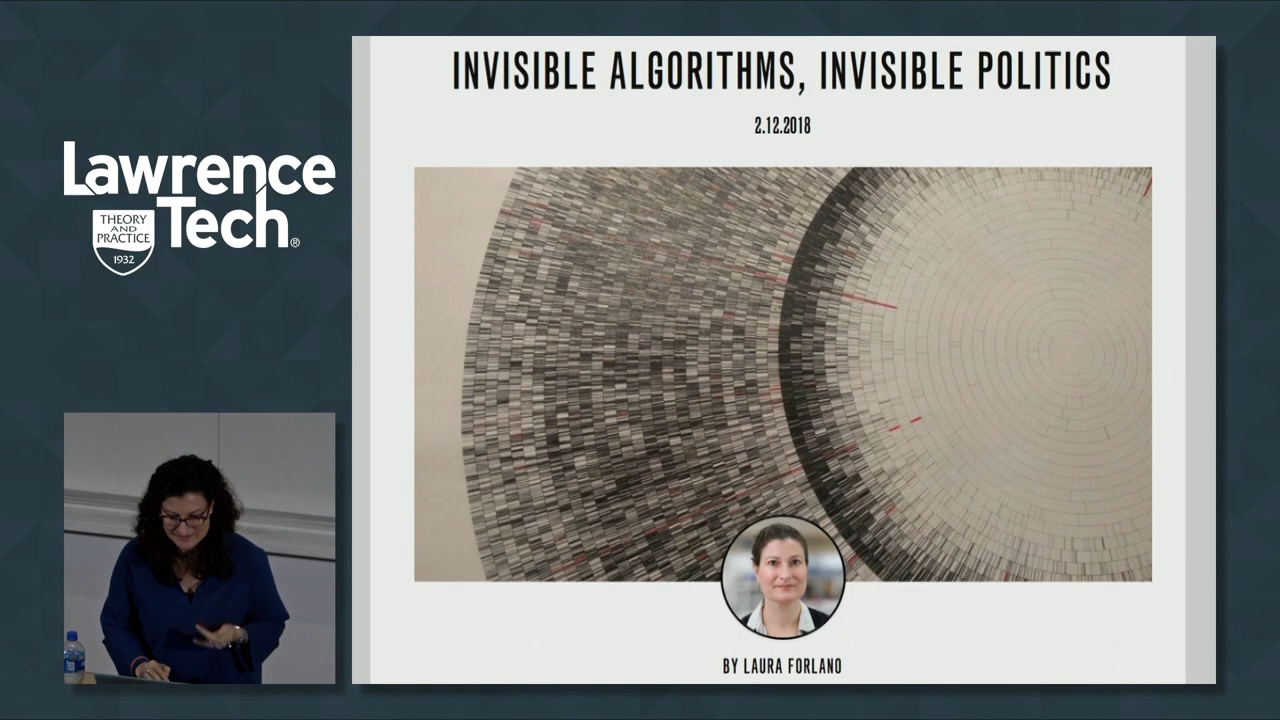 Lawrence
Tech®
THEORY
AND
PRACTICE
1932
INVISIBLE ALGORITHMS, INVISIBLE POLITICS
2.12.2018
BY LAURA FORLANO